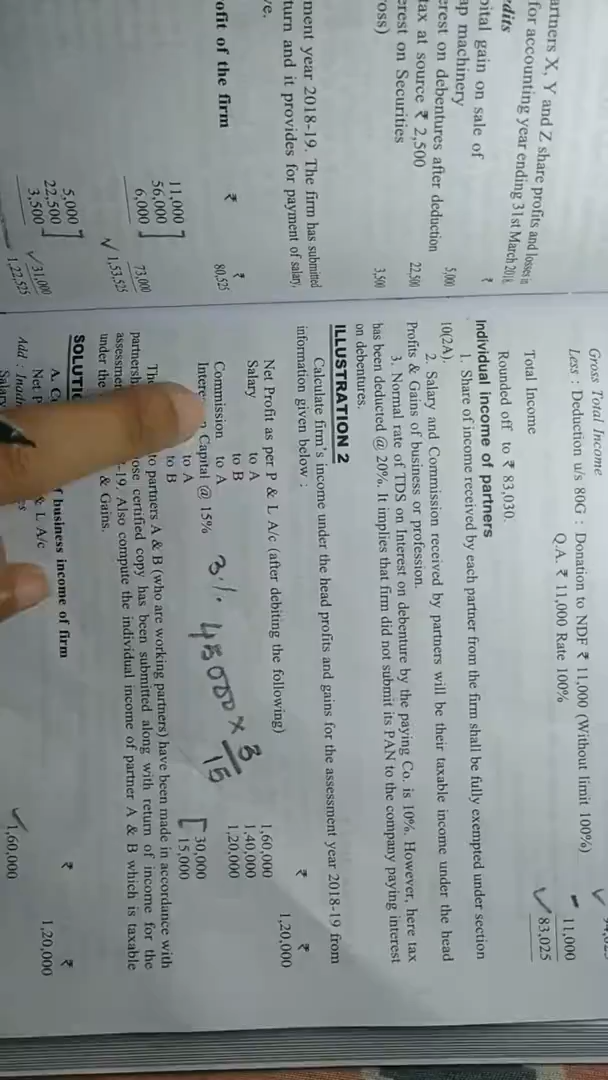 artners X, Y and Z share profits and losses in
for accounting year ending 31st March 2018
edits
₹
pital gain on sale of
ap machinery
5,000
erest on debentures after deduction
tax at source ₹ 2,500
22,500
erest on Securities
ross)
3,500
ment year 2018-19. The firm has submitted
turn and it provides for payment of salary,
ve.
ofit of the firm
₹
₹
80,525
11,000
56,000
6,000
73,000
1,53,525
5,000
22,500
3,500
31,000
1,22,525
Gross Total Income
Less : Deduction u/s 80G : Donation to NDF ₹ 11,000 (Without limit 100%)
Q.A. ₹ 11,000 Rate 100%
11,000
Total Income
83,025
Rounded off to ₹ 83,030.
Individual income of partners
1. Share of income received by each partner from the firm shall be fully exempted under section
10(2A).
2. Salary and Commission received by partners will be their taxable income under the head
Profits & Gains of business or profession.
3. Normal rate of TDS on Interest on debenture by the paying Co. is 10%. However, here tax
has been deducted @ 20%. It implies that firm did not submit its PAN to the company paying interest
on debentures.
ILLUSTRATION 2
Calculate firm's income under the head profits and gains for the assessment year 2018-19 from
information given below :
₹ ₹
Net Profit as per P & L A/c (after debiting the following) 1,20,000
Salary to A 1,60,000
to B 1,40,000
Commission to A 1,20,000
Capital @ 15% to A 30,000
to B 15,000
3% 45000 × 3/15
to partners A & B (who are working partners) have been made in accordance with
partnersh ose certified copy has been submitted along with return of income for the
assessmen -19. Also compute the individual income of partner A & B which is taxable
under the & Gains.
SOLUTIO
business income of firm
₹ ₹
Net P & L A/c 1,20,000
Add : Inadm
Salary 1,60,000